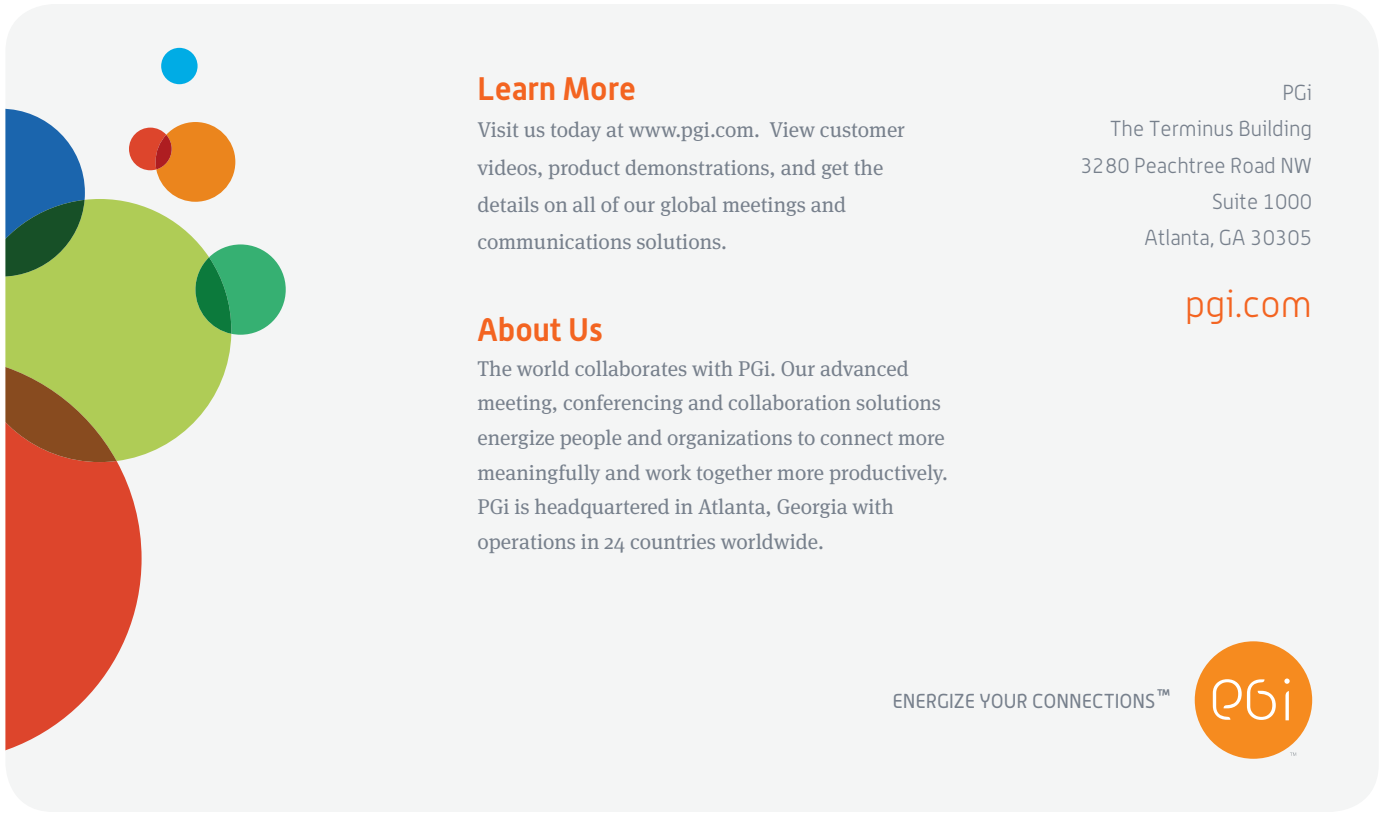 Learn More
Visit us today at www.pgi.com.  View customer
videos, product demonstrations, and get the
details on all of our global meetings and
communications solutions.
About Us
The world collaborates with PGi. Our advanced
meeting, conferencing and collaboration solutions
energize people and organizations to connect more
meaningfully and work together more productively.
PGi is headquartered in Atlanta, Georgia with
operations in 24 countries worldwide.
PGi
The Terminus Building
3280 Peachtree Road NW
Suite 1000
Atlanta, GA 30305
pgi.com
ENERGIZE YOUR CONNECTIONS™
PGi
™